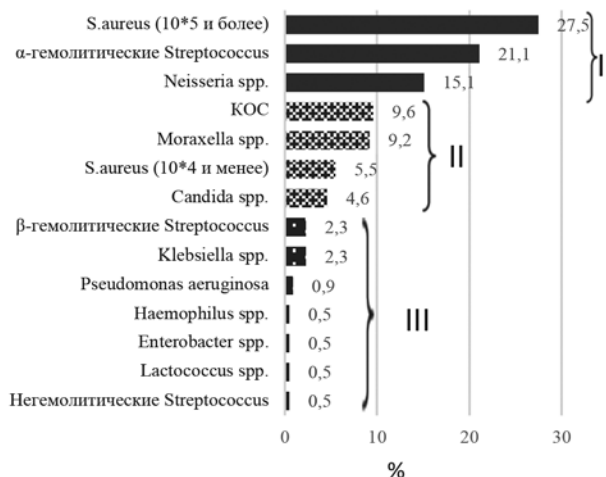 S.aureus (10*5 и более) 27,5
α-гемолитические Streptococcus 21,1
I
Neisseria spp. 15,1
КОС 9,6
Moraxella spp. 9,2
II
S.aureus (10*4 и менее) 5,5
Candida spp. 4,6
β-гемолитические Streptococcus 2,3
Klebsiella spp. 2,3
Pseudomonas aeruginosa 0,9
Haemophilus spp. 0,5
III
Enterobacter spp. 0,5
Lactococcus spp. 0,5
Негемолитические Streptococcus 0,5
0 10 20 30
%